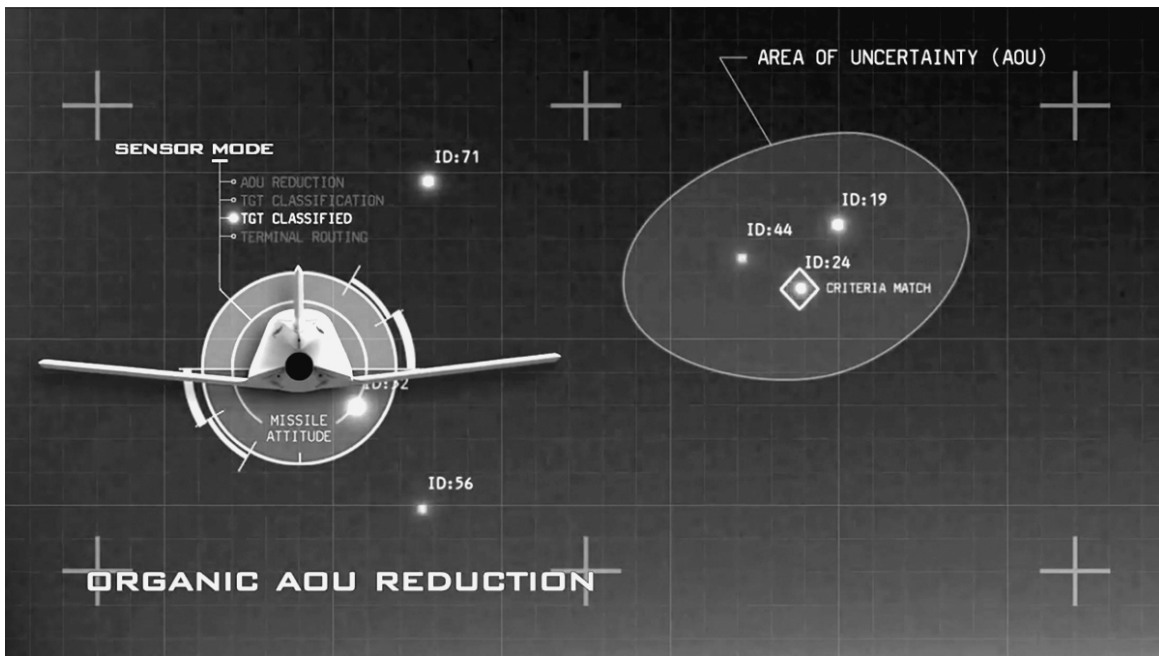 AREA OF UNCERTAINTY (AOU)
SENSOR MODE
AOU REDUCTION
TGT CLASSIFICATION
TGT CLASSIFIED
TERMINAL ROUTING
ID:71
ID:19
ID:44
ID:24
CRITERIA MATCH
MISSILE
ATTITUDE
ID:56
ORGANIC AOU REDUCTION